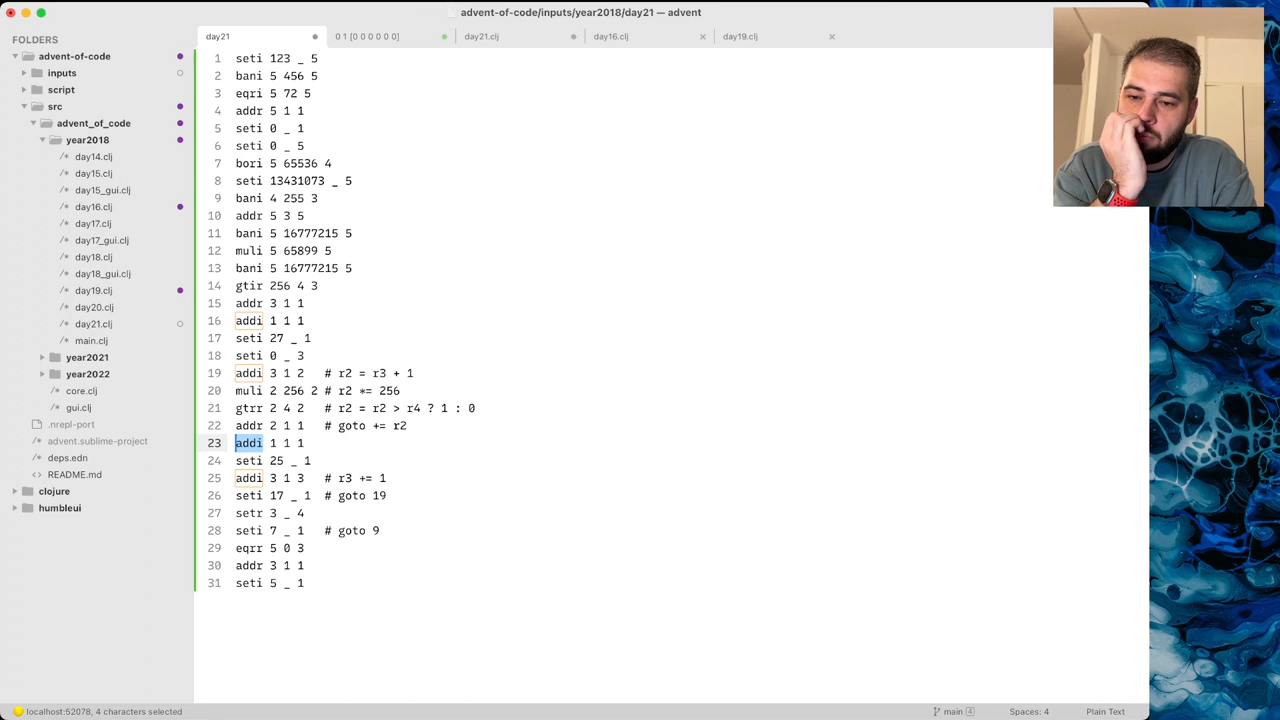 advent-of-code/inputs/year2018/day21 — advent
FOLDERS
advent-of-code
inputs
script
src
advent_of_code
year2018
day14.clj
day15.clj
day15_gui.clj
day16.clj
day17.clj
day17_gui.clj
day18.clj
day18_gui.clj
day19.clj
day20.clj
day21.clj
main.clj
year2021
year2022
core.clj
gui.clj
.nrepl-port
advent.sublime-project
deps.edn
README.md
clojure
humbleui
day21
0 1 [0 0 0 0 0 0]
day21.clj
day16.clj
day19.clj
1 seti 123 _ 5
2 bani 5 456 5
3 eqri 5 72 5
4 addr 5 1 1
5 seti 0 _ 1
6 seti 0 _ 5
7 bori 5 65536 4
8 seti 13431073 _ 5
9 bani 4 255 3
10 addr 5 3 5
11 bani 5 16777215 5
12 muli 5 65899 5
13 bani 5 16777215 5
14 gtir 256 4 3
15 addr 3 1 1
16 addi 1 1 1
17 seti 27 _ 1
18 seti 0 _ 3
19 addi 3 1 2 # r2 = r3 + 1
20 muli 2 256 2 # r2 *= 256
21 gtrr 2 4 2 # r2 = r2 > r4 ? 1 : 0
22 addr 2 1 1 # goto += r2
23 addi 1 1 1
24 seti 25 _ 1
25 addi 3 1 3 # r3 += 1
26 seti 17 _ 1 # goto 19
27 setr 3 _ 4
28 seti 7 _ 1 # goto 9
29 eqrr 5 0 3
30 addr 3 1 1
31 seti 5 _ 1
localhost:52078, 4 characters selected
main 4
Spaces: 4
Plain Text